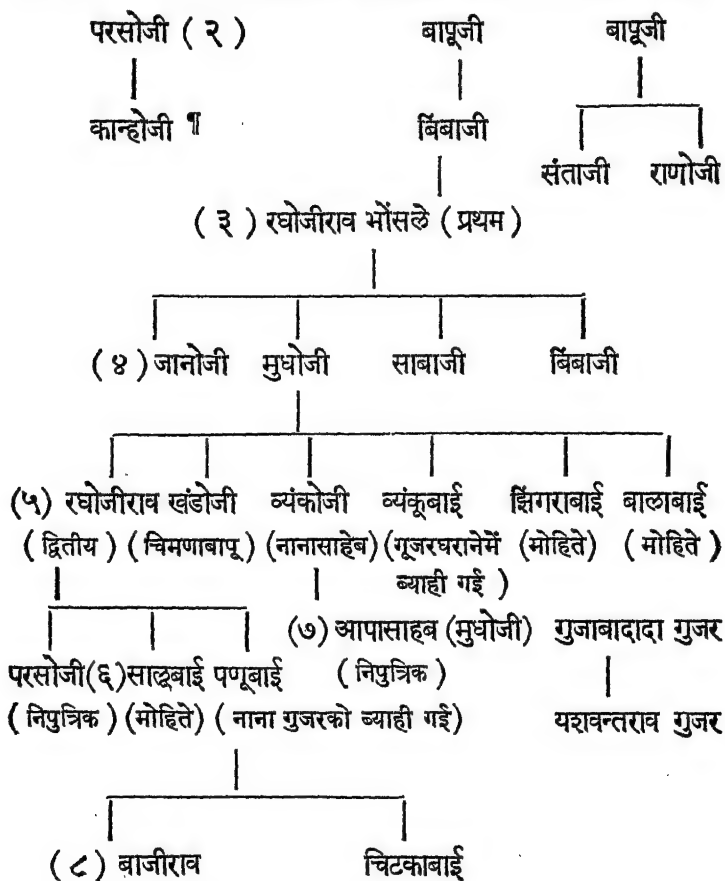 परसोजी ( २ ) बापूजी बापूजी
कान्होजी ¶ बिंबाजी
संताजी राणोजी
( ३ ) रघोजीराव भोंसले ( प्रथम )
( ४ ) जानोजी मुधोजी साबाजी बिंबाजी
(५) रघोजीराव खंडोजी व्यंकोजी व्यंकूबाई झिंगराबाई बालाबाई
( द्वितीय ) ( चिमणाबापू ) (नानासाहेब) (गूजरघरानेमें (मोहिते) ( मोहिते )
ब्याही गई )
(७) आपासाहब (मुधोजी) गुजाबादादा गुजर
परसोजी(६) सालूबाई पणूबाई ( निपुत्रिक )
( निपुत्रिक ) (मोहिते) ( नाना गुजरको ब्याही गई) यशवन्तराव गुजर
( ८ ) बाजीराव चिटकाबाई